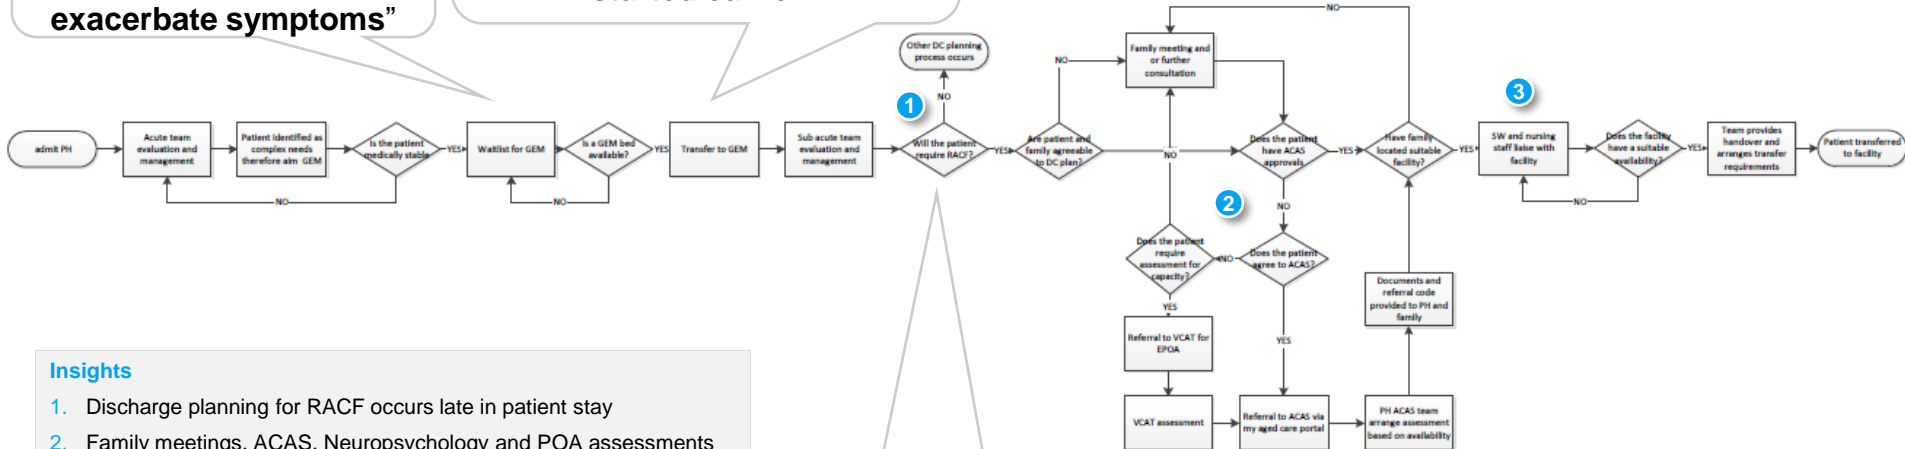 exacerbate symptoms”
admit PH
Acute team
evaluation and
management
Patient identified as
complex needs
therefore aim GEM
Is the patient
medically stable
YES
NO
Waitlist for GEM
Is a GEM bed
available?
YES
NO
Transfer to GEM
Sub acute team
evaluation and
management
1
Other DC planning
process occurs
NO
Will the patient
require RACF?
YES
Are patient and
family agreeable
to DC plan?
NO
Family meeting and
or further
consultation
NO
NO
Does the patient
have ACAS
approvals
YES
Have family
located suitable
facility?
YES
3
SW and nursing
staff liaise with
facility
Does the facility
have a suitable
availability?
YES
NO
Team provides
handover and
arranges transfer
requirements
Patient transferred
to facility
2
NO
Does the patient
require
assessment for
capacity?
NO
Does the patient
agree to ACAS?
YES
YES
Documents and
referral code
provided to PH and
family
Referral to VCAT for
EPOA
VCAT assessment
Referral to ACAS via
my aged care portal
PH ACAS team
arrange assessment
based on availability
Insights
1. Discharge planning for RACF occurs late in patient stay
2. Family meetings, ACAS, Neuropsychology and POA assessments